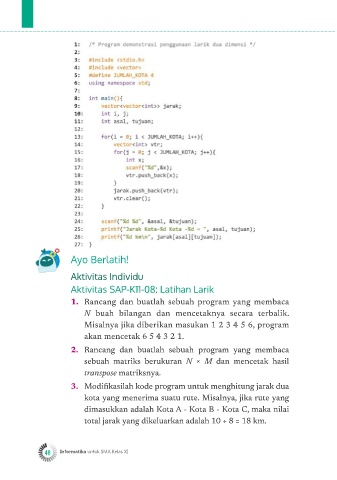 1: /* Program demonstrasi penggunaan larik dua dimensi */
2:
3: #include <stdio.h>
4: #include <vector>
5: #define JUMLAH_KOTA 4
6: using namespace std;
7:
8: int main(){
9: vector<vector<int>> jarak;
10: int i, j;
11: int asal, tujuan;
12:
13: for(i = 0; i < JUMLAH_KOTA; i++){
14: vector<int> vtr;
15: for(j = 0; j < JUMLAH_KOTA; j++){
16: int x;
17: scanf("%d",&x);
18: vtr.push_back(x);
19: }
20: jarak.push_back(vtr);
21: vtr.clear();
22: }
23:
24: scanf("%d %d", &asal, &tujuan);
25: printf("Jarak Kota-%d Kota -%d = ", asal, tujuan);
26: printf("%d km\n", jarak[asal][tujuan]);
27: }
Ayo Berlatih!
Aktivitas Individu
Aktivitas SAP-K11-08: Latihan Larik
1. Rancang dan buatlah sebuah program yang membaca
N buah bilangan dan mencetaknya secara terbalik.
Misalnya jika diberikan masukan 1 2 3 4 5 6, program
akan mencetak 6 5 4 3 2 1.
2. Rancang dan buatlah sebuah program yang membaca
sebuah matriks berukuran N × M dan mencetak hasil
transpose matriksnya.
3. Modifikasilah kode program untuk menghitung jarak dua
kota yang menerima suatu rute. Misalnya, jika rute yang
dimasukkan adalah Kota A - Kota B - Kota C, maka nilai
total jarak yang dikeluarkan adalah 10 + 8 = 18 km.
48 Informatika untuk SMA Kelas XI